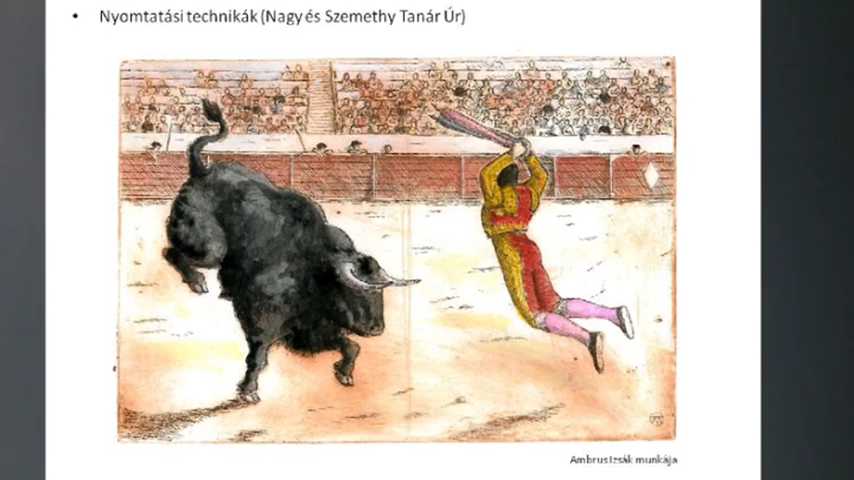 • Nyomtatási technikák (Nagy és Szemethy Tanár Úr)
Ambrus Izsák munkája